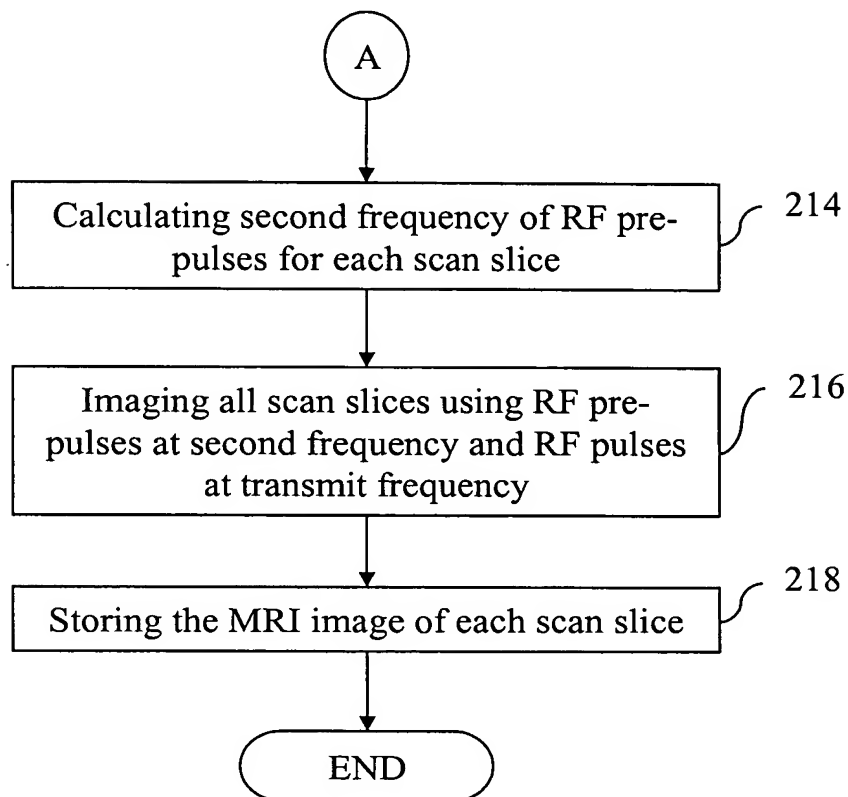 A
Calculating second frequency of RF pre-
pulses for each scan slice
214
Imaging all scan slices using RF pre-
pulses at second frequency and RF pulses
at transmit frequency
216
Storing the MRI image of each scan slice
218
END